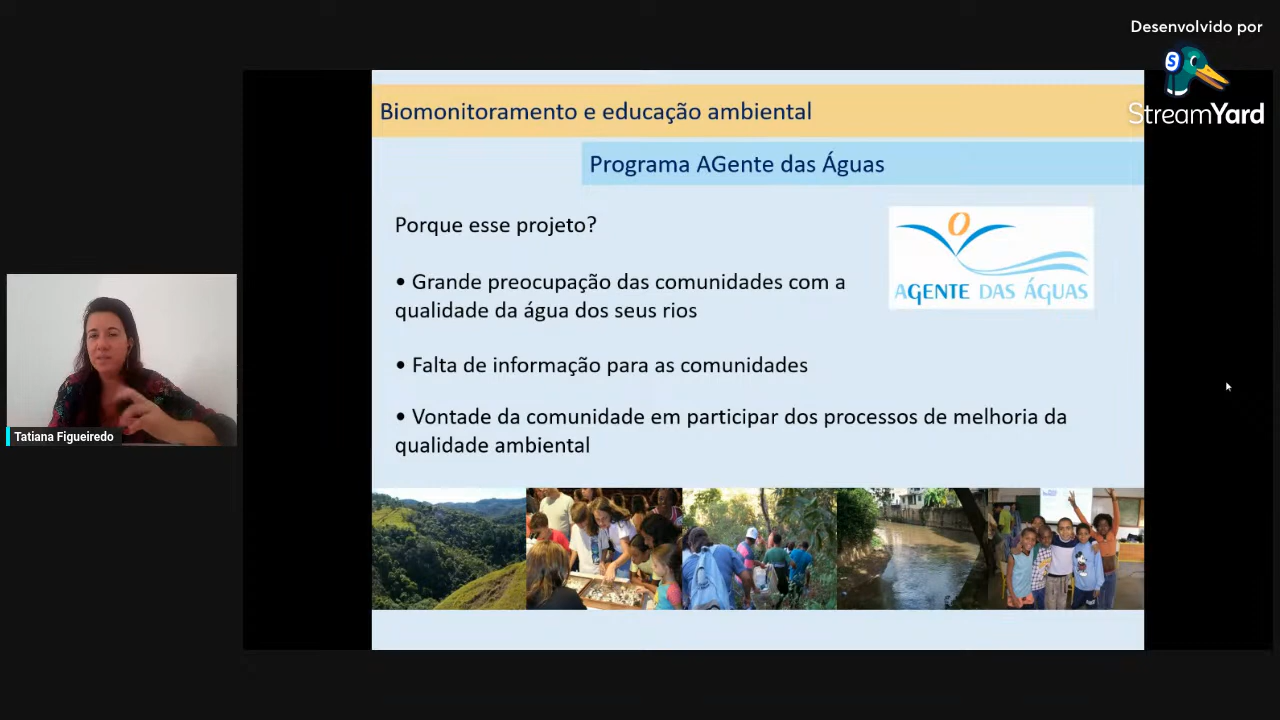 Desenvolvido por
StreamYard
Biomonitoramento e educação ambiental
Programa AGente das Águas
Porque esse projeto?
AGENTE DAS ÁGUAS
• Grande preocupação das comunidades com a
qualidade da água dos seus rios
• Falta de informação para as comunidades
• Vontade da comunidade em participar dos processos de melhoria da
qualidade ambiental
Tatiana Figueiredo